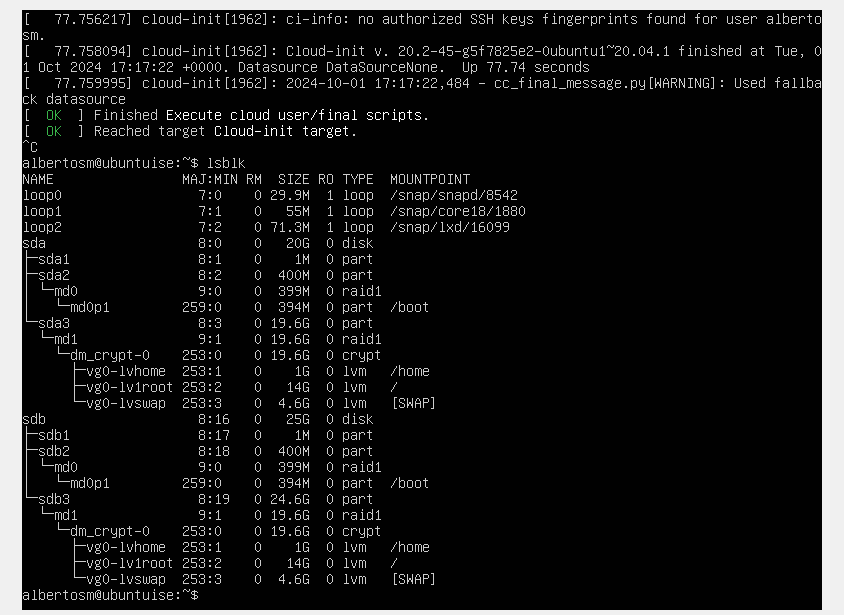 [   77.756217] cloud-init[1962]: ci-info: no authorized SSH keys fingerprints found for user alberto
sm.
[   77.758094] cloud-init[1962]: Cloud-init v. 20.2-45-g5f7825e2-0ubuntu1~20.04.1 finished at Tue, 0
1 Oct 2024 17:17:22 +0000. Datasource DataSourceNone.  Up 77.74 seconds
[   77.759995] cloud-init[1962]: 2024-10-01 17:17:22,484 - cc_final_message.py[WARNING]: Used fallba
ck datasource
[  OK  ] Finished Execute cloud user/final scripts.
[  OK  ] Reached target Cloud-init target.
^C
albertosm@ubuntuise:~$ lsblk
NAME                MAJ:MIN RM  SIZE RO TYPE  MOUNTPOINT
loop0                 7:0    0 29.9M  1 loop  /snap/snapd/8542
loop1                 7:1    0   55M  1 loop  /snap/core18/1880
loop2                 7:2    0 71.3M  1 loop  /snap/lxd/16099
sda                   8:0    0   20G  0 disk
├─sda1                8:1    0    1M  0 part
├─sda2                8:2    0  400M  0 part
│ └─md0               9:0    0  399M  0 raid1
│   └─md0p1         259:0    0  394M  0 part  /boot
└─sda3                8:3    0 19.6G  0 part
  └─md1               9:1    0 19.6G  0 raid1
    └─dm_crypt-0    253:0    0 19.6G  0 crypt
      ├─vg0-lvhome  253:1    0    1G  0 lvm   /home
      ├─vg0-lv1root 253:2    0   14G  0 lvm   /
      └─vg0-lvswap  253:3    0  4.6G  0 lvm   [SWAP]
sdb                   8:16   0   25G  0 disk
├─sdb1                8:17   0    1M  0 part
├─sdb2                8:18   0  400M  0 part
│ └─md0               9:0    0  399M  0 raid1
│   └─md0p1         259:0    0  394M  0 part  /boot
└─sdb3                8:19   0 24.6G  0 part
  └─md1               9:1    0 19.6G  0 raid1
    └─dm_crypt-0    253:0    0 19.6G  0 crypt
      ├─vg0-lvhome  253:1    0    1G  0 lvm   /home
      ├─vg0-lv1root 253:2    0   14G  0 lvm   /
      └─vg0-lvswap  253:3    0  4.6G  0 lvm   [SWAP]
albertosm@ubuntuise:~$